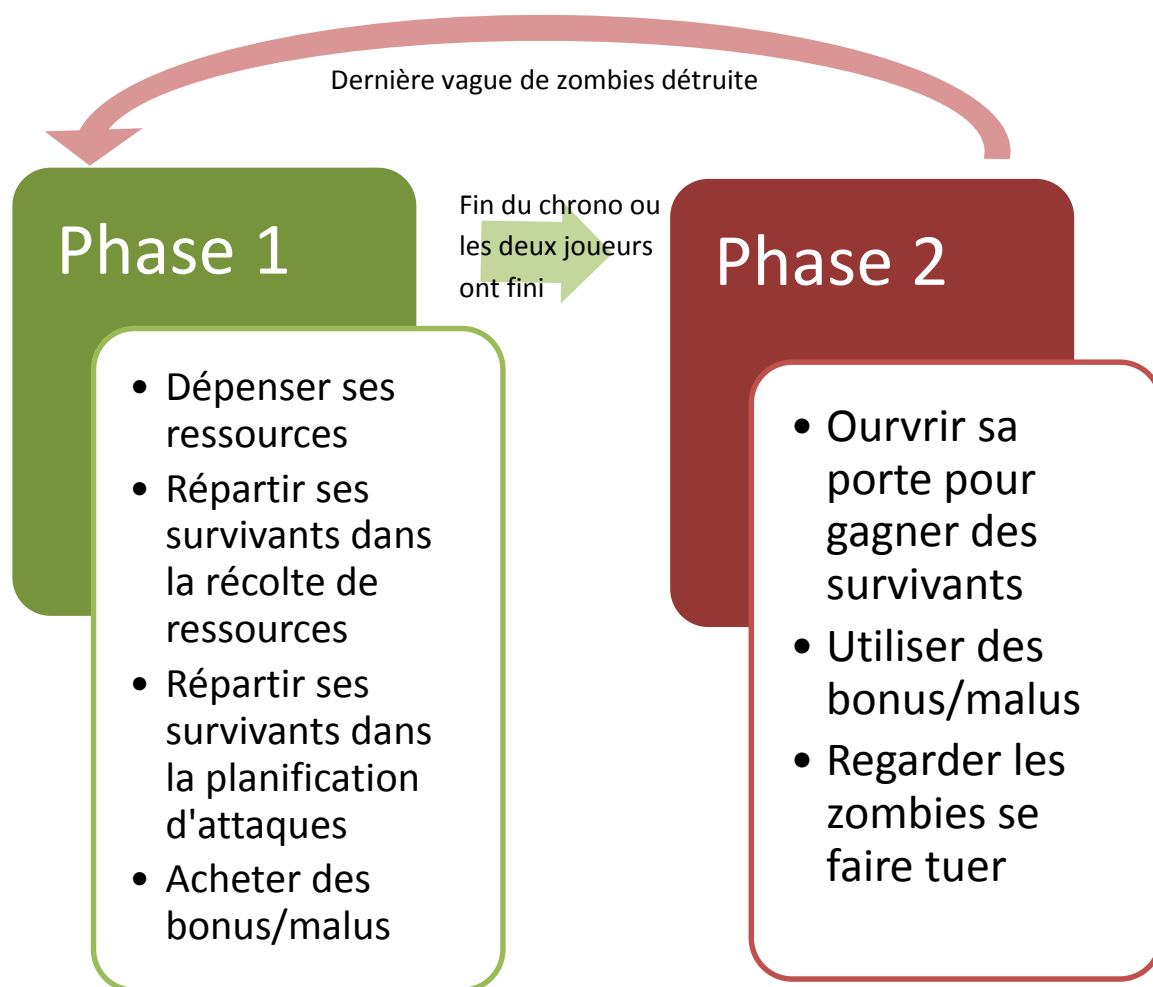 Dernière vague de zombies détruite
Phase 1
Fin du chrono ou
les deux joueurs
ont fini
Phase 2
• Dépenser ses
ressources
• Répartir ses
survivants dans
la récolte de
ressources
• Répartir ses
survivants dans
la planification
d'attaques
• Acheter des
bonus/malus
• Ourvrir sa
porte pour
gagner des
survivants
• Utiliser des
bonus/malus
• Regarder les
zombies se
faire tuer